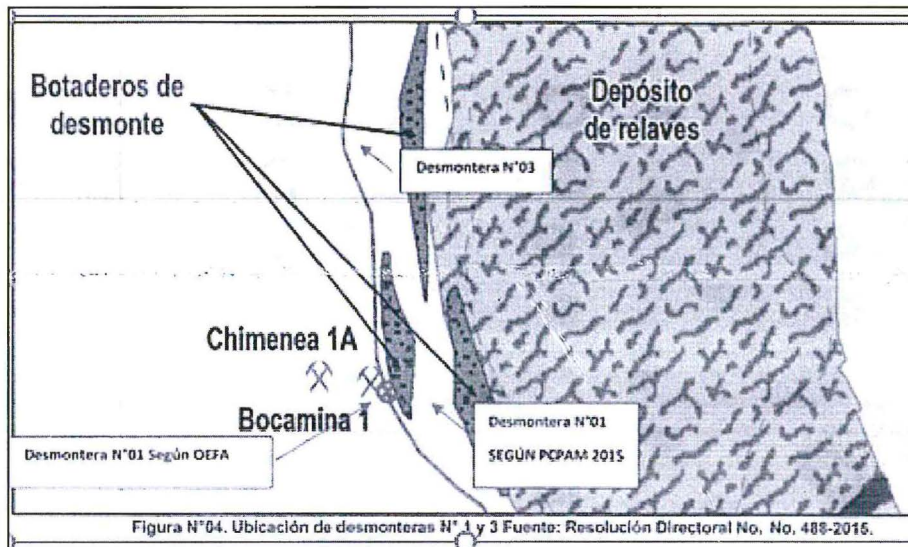 Botaderos de
desmonte
Depósito
de relaves
Desmontera N°03
Chimenea 1A
Bocamina 1
Desmontera N°01 Según OEFA
Desmontera N°01
SEGÚN PCPAM 2015
Figura N°04. Ubicación de desmonteras N° 1 y 3 Fuente: Resolución Directoral No. No. 488-2015.